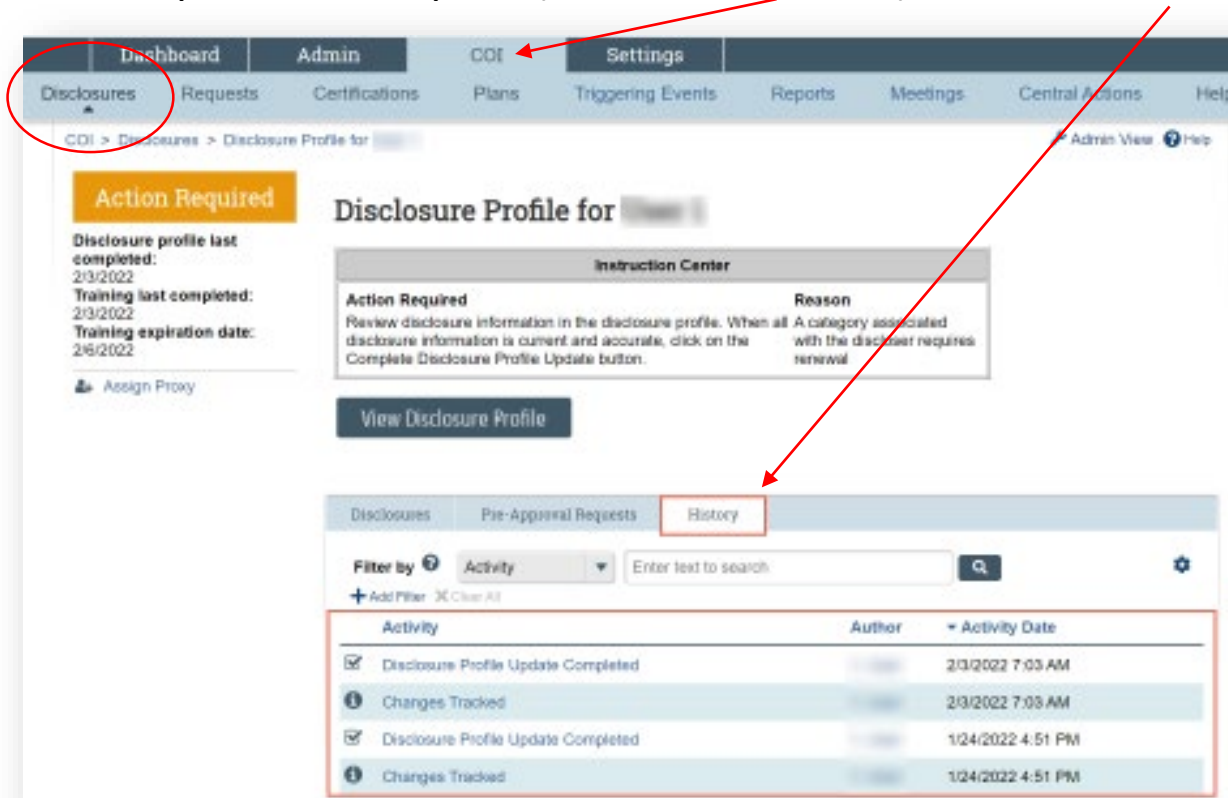 Dashboard Admin COI Settings
Disclosures Requests Certifications Plans Triggering Events Reports Meetings Central Actions Help
COI > Disclosures > Disclosure Profile for
Admin View Help
Action Required
Disclosure profile last
completed:
2/3/2022
Training last completed:
2/3/2022
Training expiration date:
2/6/2022
Assign Proxy
Disclosure Profile for
Instruction Center
Action Required Reason
Review disclosure information in the disclosure profile. When all A category associated
disclosure information is current and accurate, click on the with the discloser requires
Complete Disclosure Profile Update button. renewal
View Disclosure Profile
Disclosures Pre-Approval Requests History
Filter by Activity Enter text to search
Add Filter Clear All
Activity Author Activity Date
Disclosure Profile Update Completed 2/3/2022 7:03 AM
Changes Tracked 2/3/2022 7:03 AM
Disclosure Profile Update Completed 1/24/2022 4:51 PM
Changes Tracked 1/24/2022 4:51 PM